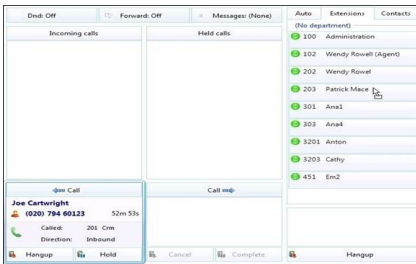 Dnd: Off
Forward: Off
Messages: (None)
Auto
Extensions
Contacts
Incoming calls
Held calls
(No department)
100 Administration
102 Wendy Rowell (Agent)
202 Wendy Rowel
203 Patrick Mace
301 Ana1
303 Ana4
3201 Anton
3203 Cathy
451 Em2
Call
Joe Cartwright
(020) 794 60123 52m 53s
Called: 201 Crm
Direction: Inbound
Hangup
Hold
Call
Cancel
Complete
Hangup